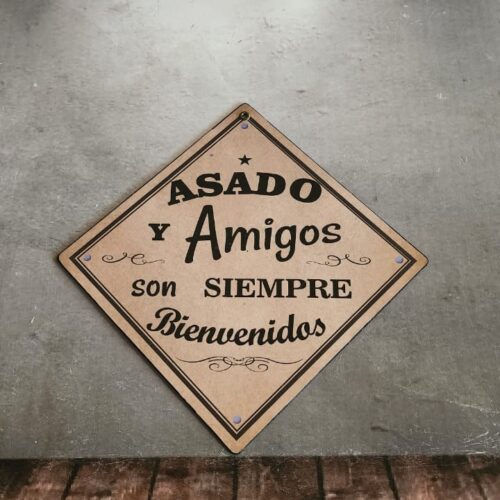 ASADO
Y Amigos
son SIEMPRE
Bienvenidos